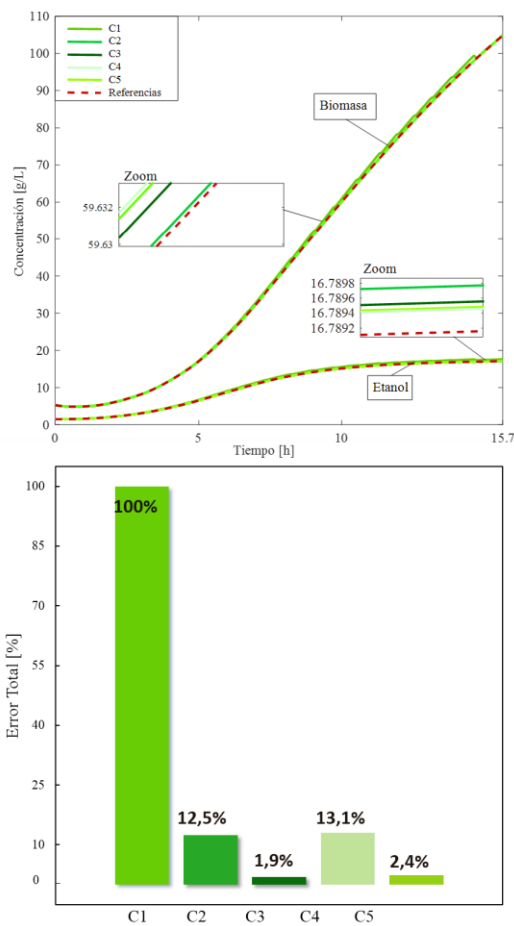 110
C1
100
C2
C3
90
C4
C5
80
Referencias
Biomasa
70
Zoom
60
59.632
50
59.63
Concentración [g/L]
40
Zoom
16.7898
16.7896
30
16.7894
16.7892
20
10
Etanol
0
0
5
10
15.7
Tiempo [h]
100
100%
85
70
55
40
25
12,5%
13,1%
10
1,9%
2,4%
0
Error Total [%]
C1 C2 C3 C4 C5